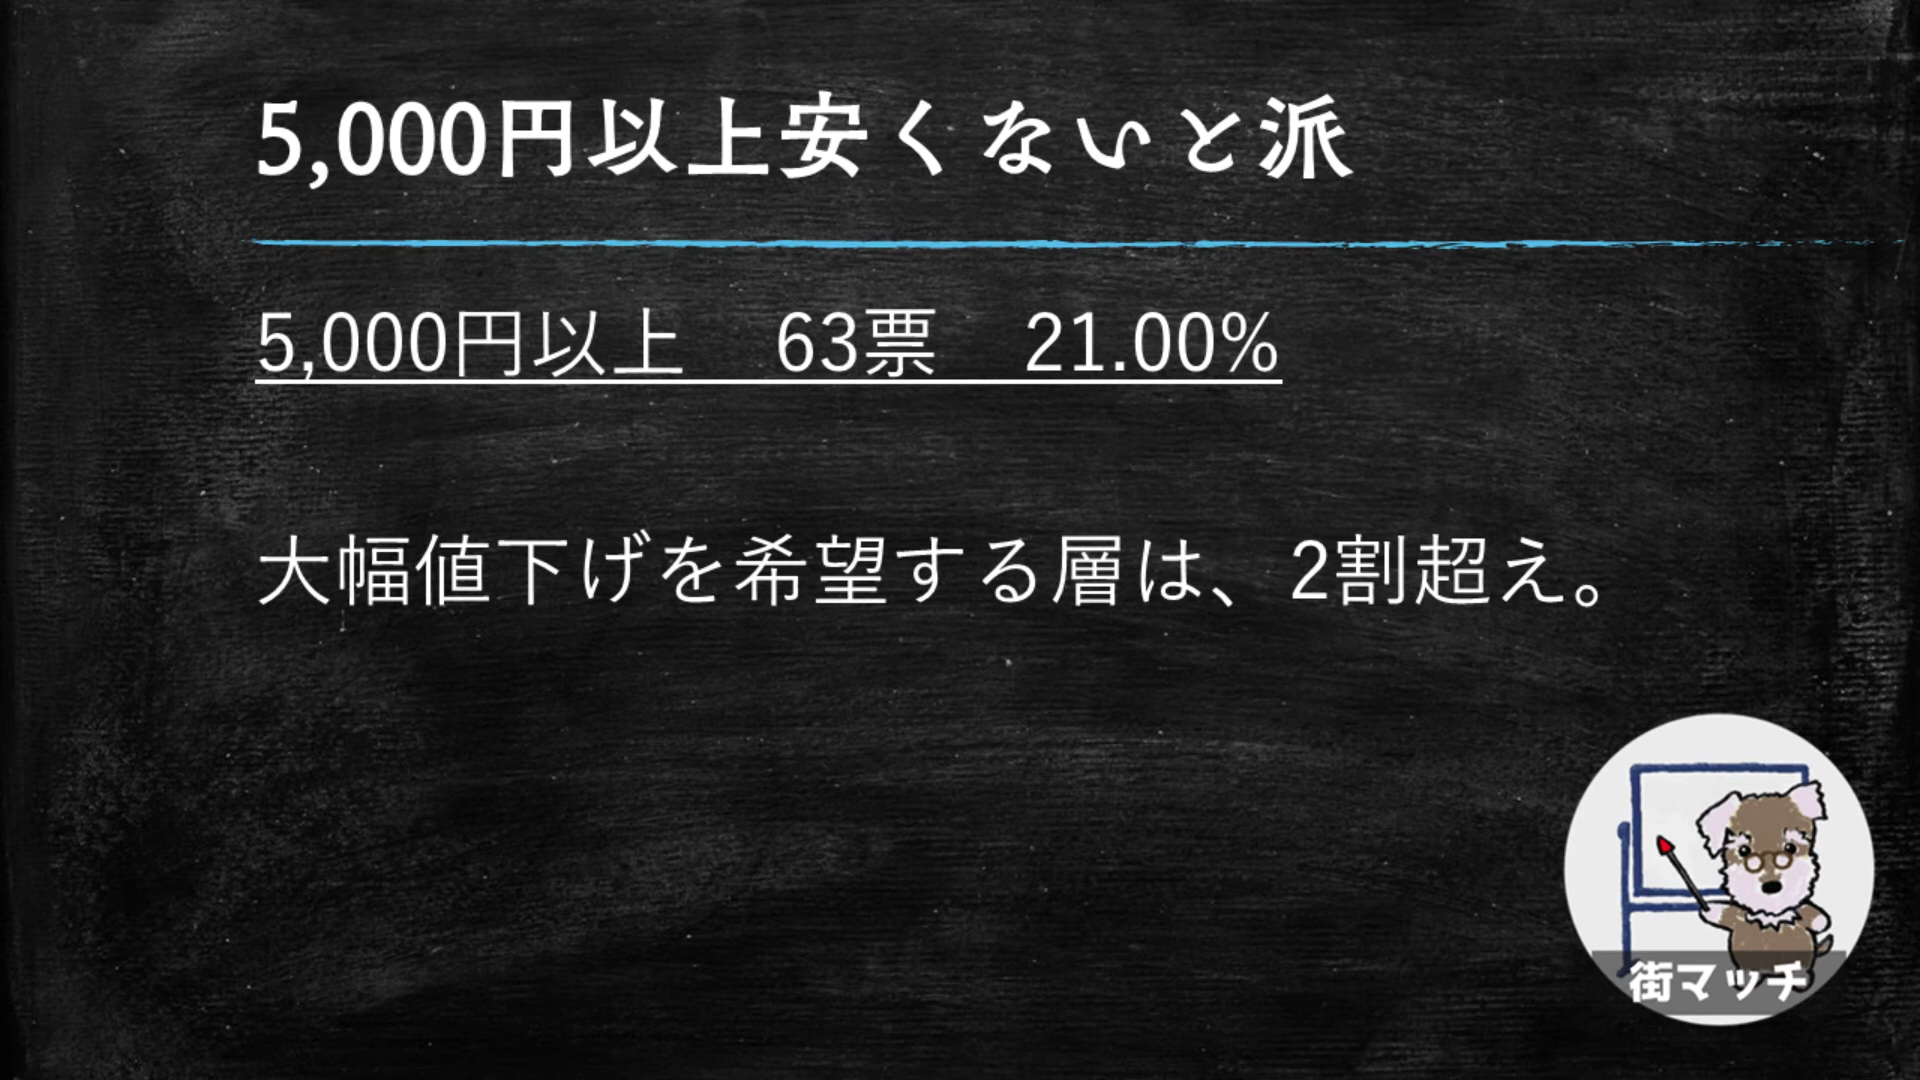 5,000円以上安くないと派
5,000円以上　63票　21.00%
大幅値下げを希望する層は、2割超え。
街マッチ